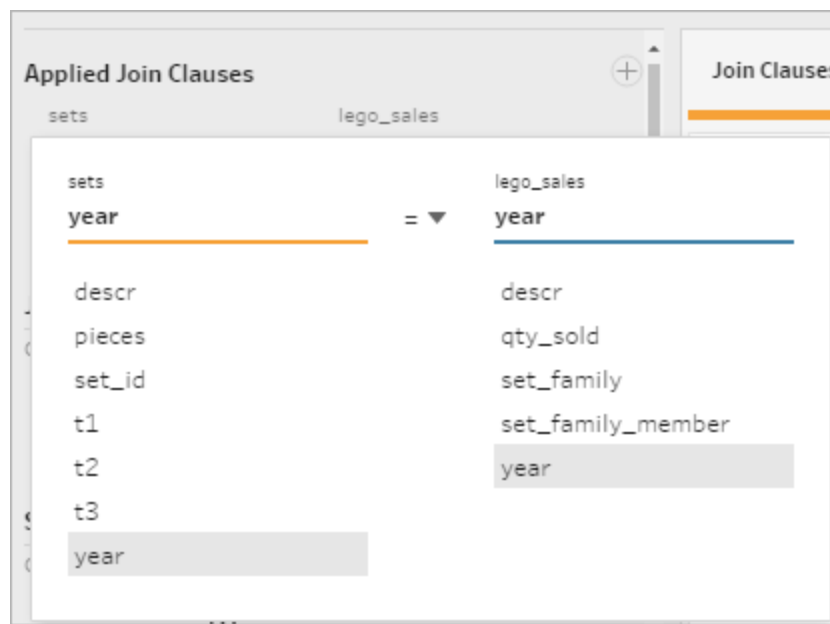 Applied Join Clauses
sets lego_sales
Join Clauses
sets lego_sales
year = year
descr descr
pieces qty_sold
set_id set_family
t1 set_family_member
t2 year
t3
year